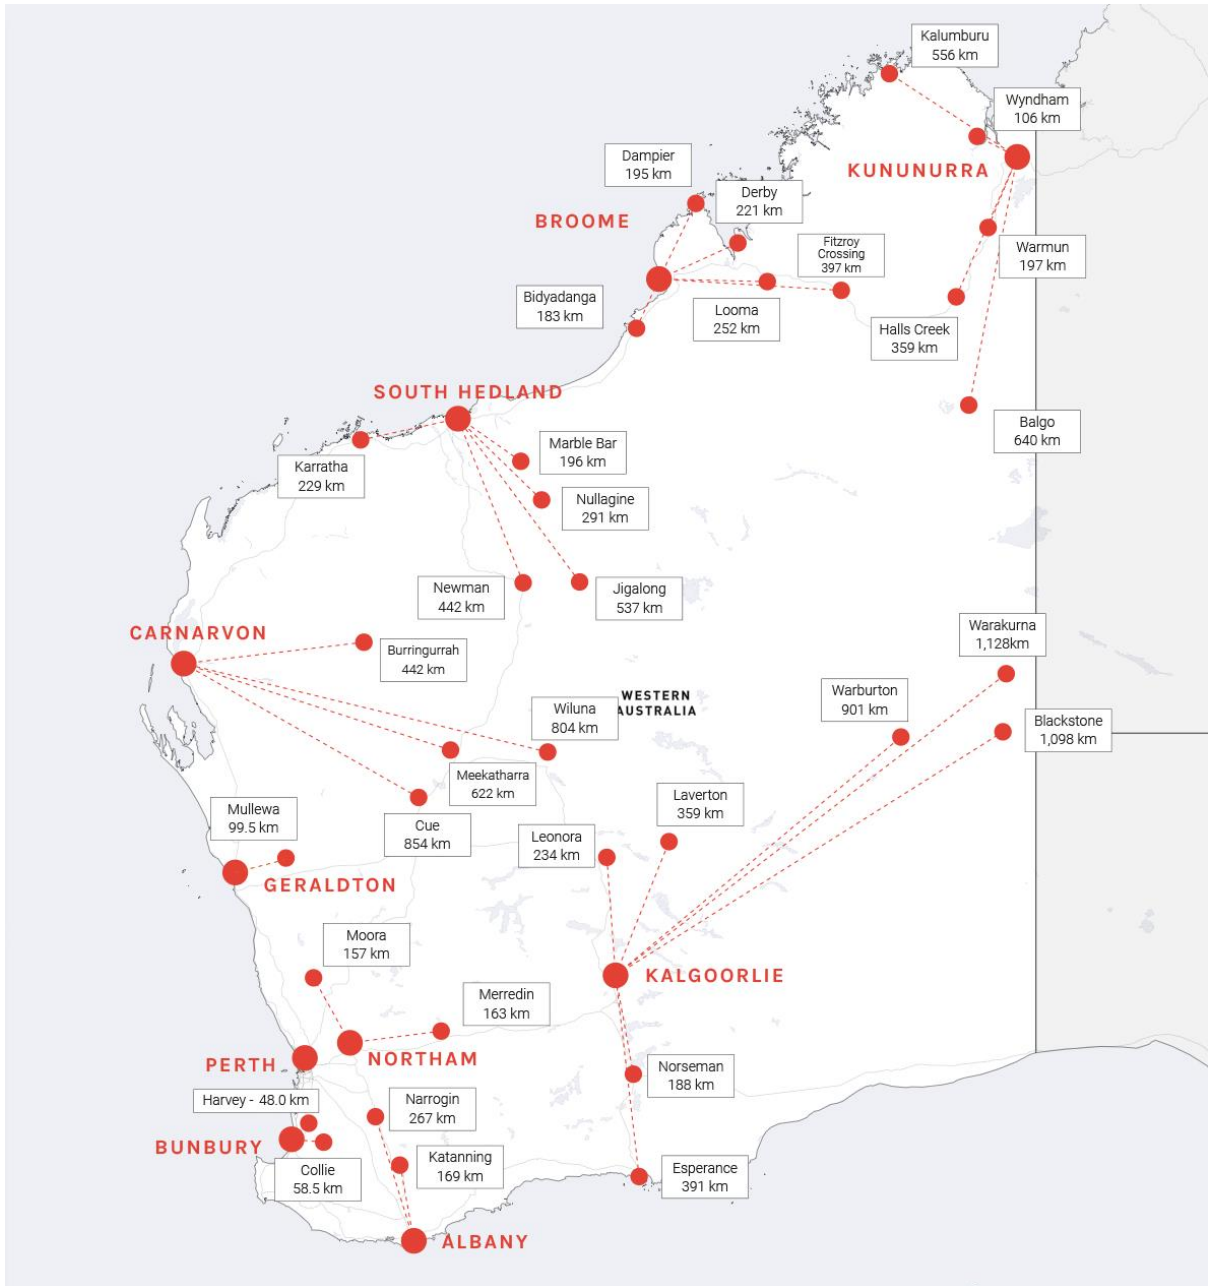 Kalumburu
556 km
Wyndham
106 km
KUNUNURRA
Dampier
195 km
Derby
221 km
BROOME
Fitzroy
Crossing
397 km
Warmun
197 km
Bidyadanga
183 km
Looma
252 km
Halls Creek
359 km
SOUTH HEDLAND
Balgo
640 km
Karratha
229 km
Marble Bar
196 km
Nullagine
291 km
Newman
442 km
Jigalong
537 km
CARNARVON
Burringurrah
442 km
Warakurna
1,128km
WESTERN
AUSTRALIA
Wiluna
804 km
Warburton
901 km
Blackstone
1,098 km
Meekatharra
622 km
Mullewa
99.5 km
Cue
854 km
Laverton
359 km
Leonora
234 km
GERALDTON
Moora
157 km
KALGOORLIE
Merredin
163 km
NORTHAM
PERTH
Norseman
188 km
Harvey - 48.0 km
Narrogin
267 km
BUNBURY
Collie
58.5 km
Katanning
169 km
Esperance
391 km
ALBANY